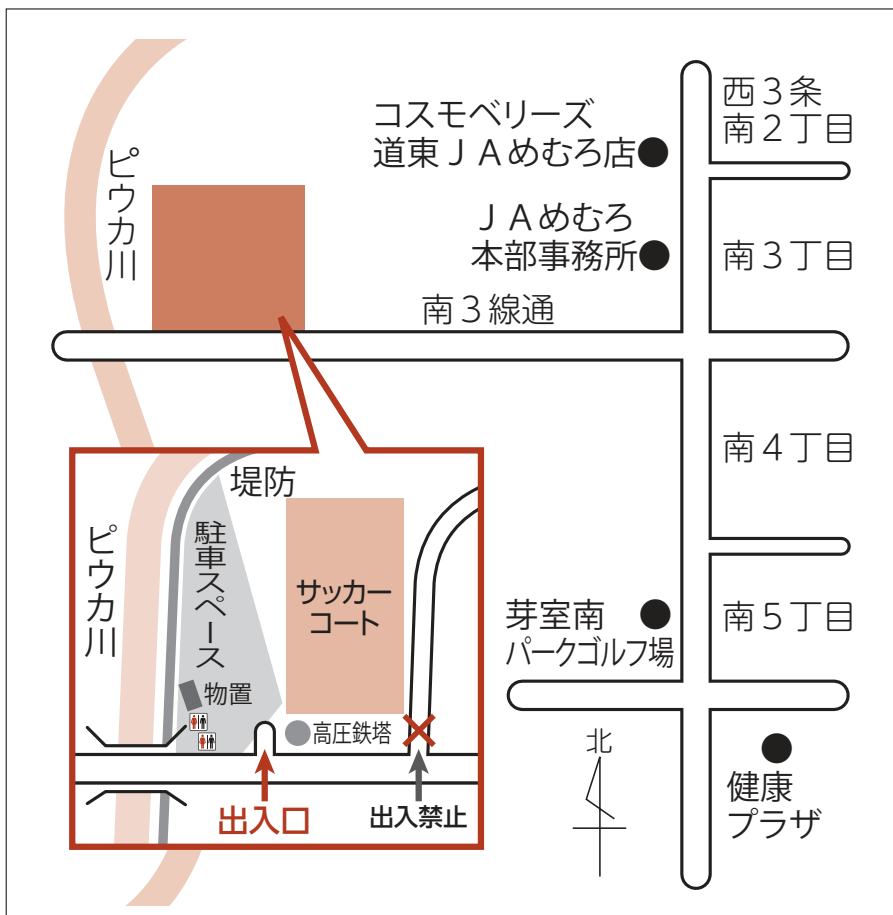 西３条
南２丁目
コスモベリーズ
道東ＪＡめむろ店
ピウカ川
ＪＡめむろ
本部事務所
南３丁目
南３線通
南４丁目
堤防
ピウカ川
駐車スペース
サッカー
コート
芽室南
パークゴルフ場
南５丁目
物置
高圧鉄塔
北
出入口
出入禁止
健康
プラザ